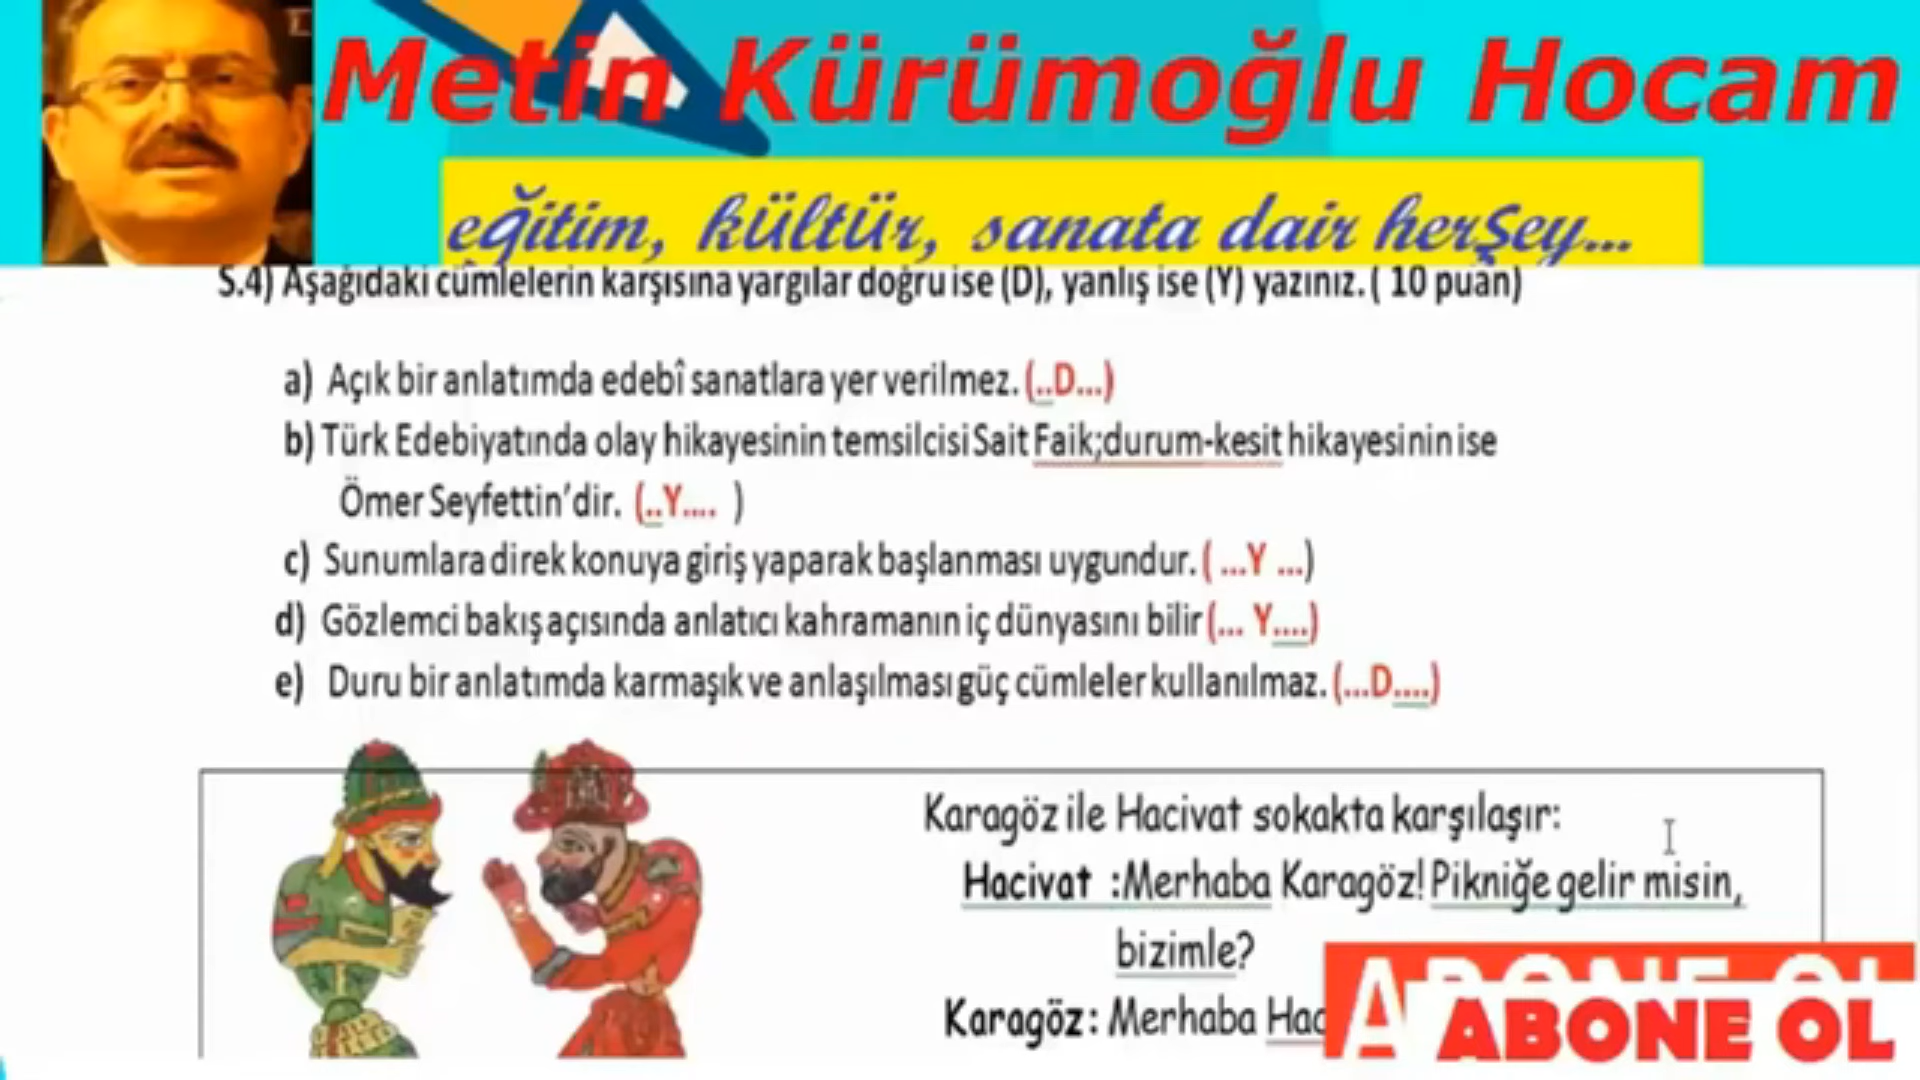 Metin Kürümoğlu Hocam
eğitim, kültür, sanata dair herşey...
S.4) Aşağıdaki cümlelerin karşısına yargılar doğru ise (D), yanlış ise (Y) yazınız. ( 10 puan)
a) Açık bir anlatımda edebî sanatlara yer verilmez. (..D...)
b) Türk Edebiyatında olay hikayesinin temsilcisi Sait Faik;durum-kesit hikayesinin ise
Ömer Seyfettin'dir. (..Y.... )
c) Sunumlara direk konuya giriş yaparak başlanması uygundur. ( ...Y ...)
d) Gözlemci bakış açısında anlatıcı kahramanın iç dünyasını bilir (... Y....)
e) Duru bir anlatımda karmaşık ve anlaşılması güç cümleler kullanılmaz. (...D....)
Karagöz ile Hacivat sokakta karşılaşır:
Hacivat :Merhaba Karagöz! Pikniğe gelir misin,
bizimle?
Karagöz: Merhaba
ABONE OL
ABONE OL